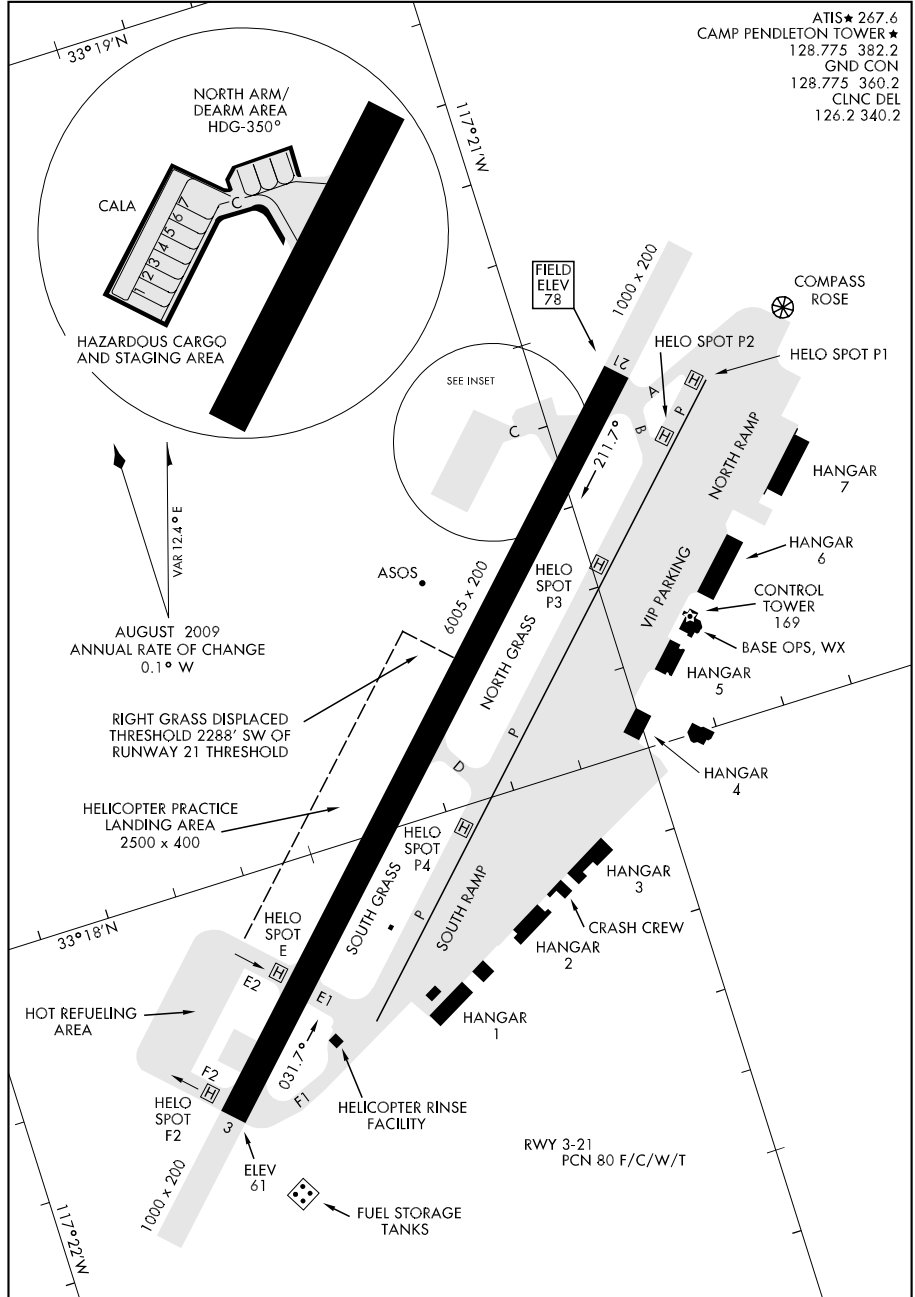 ATIS★ 267.6
CAMP PENDLETON TOWER★
128.775 382.2
GND CON
128.775 360.2
CLNC DEL
126.2 340.2
33°19'N
117°21'W
NORTH ARM/
DEARM AREA
HDG-350°
CALA
C
1
2
3
4
5
6
7
HAZARDOUS CARGO
AND STAGING AREA
FIELD
ELEV
78
1000 x 200
COMPASS
ROSE
HELO SPOT P2
HELO SPOT P1
21
SEE INSET
C
A
B
H
H
P
211.7°
NORTH RAMP
HANGAR
7
VAR 12.4° E
AUGUST 2009
ANNUAL RATE OF CHANGE
0.1° W
ASOS
6005 x 200
HELO
SPOT
P3
H
VIP PARKING
HANGAR
6
CONTROL
TOWER
169
BASE OPS, WX
HANGAR
5
NORTH GRASS
RIGHT GRASS DISPLACED
THRESHOLD 2288' SW OF
RUNWAY 21 THRESHOLD
P
D
HANGAR
4
HELICOPTER PRACTICE
LANDING AREA
2500 x 400
HELO
SPOT
P4
H
HANGAR
3
SOUTH GRASS
SOUTH RAMP
P
CRASH CREW
HANGAR
2
33°18'N
HELO
SPOT
E
H
E2
E1
HANGAR
1
HOT REFUELING
AREA
031.7°
F2
H
F1
HELO
SPOT
F2
3
HELICOPTER RINSE
FACILITY
ELEV
61
RWY 3-21
PCN 80 F/C/W/T
1000 x 200
FUEL STORAGE
TANKS
117°22'W